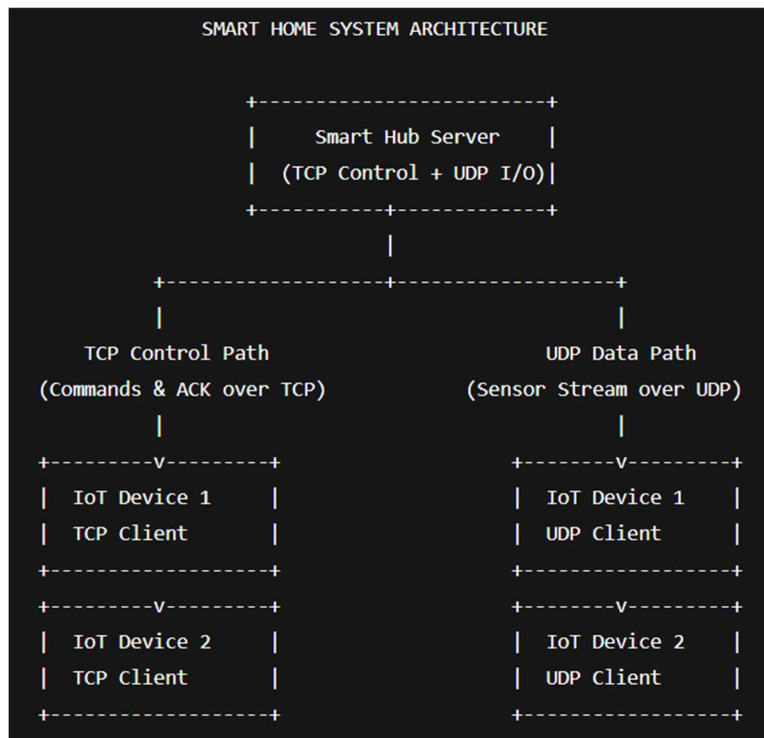 SMART HOME SYSTEM ARCHITECTURE
+-------------------------+
|     Smart Hub Server    |
|  (TCP Control + UDP I/O)|
+-----------+-------------+
|
+-------------------+-------------------+
|                                       |
TCP Control Path                        UDP Data Path
(Commands & ACK over TCP)            (Sensor Stream over UDP)
|                                       |
+---------v---------+                    +--------v---------+
|  IoT Device 1     |                    |  IoT Device 1    |
|  TCP Client       |                    |  UDP Client      |
+-------------------+                    +------------------+
+---------v---------+                    +--------v---------+
|  IoT Device 2     |                    |  IoT Device 2    |
|  TCP Client       |                    |  UDP Client      |
+-------------------+                    +------------------+